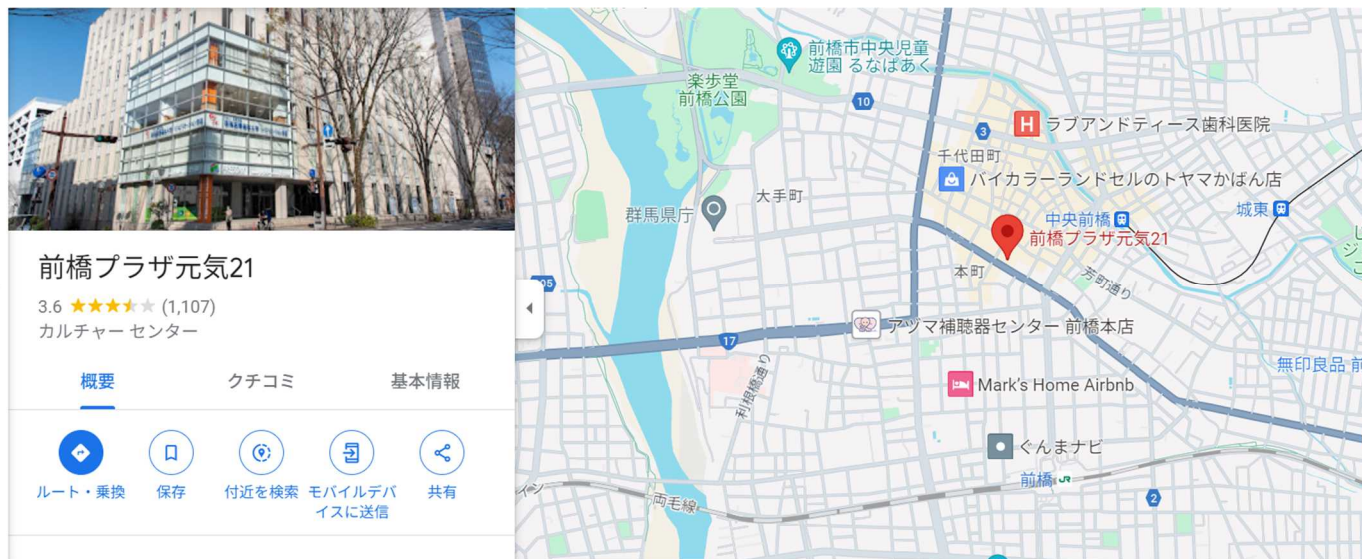 前橋プラザ元気21
3.6
(1,107)
カルチャー センター
概要
クチコミ
基本情報
ルート・乗換
保存
付近を検索
モバイルデバ
イスに送信
共有
前橋市中央児童
遊園 るなぱあく
楽歩堂
前橋公園
10
3
ラブアンドティース歯科医院
千代田町
バイカラーランドセルのトヤマかばん店
大手町
群馬県庁
中央前橋
城東
前橋プラザ元気21
本町
芳町通り
05
17
アヅマ補聴器センター 前橋本店
無印良品 前
利根橋通り
Mark's Home Airbnb
ぐんまナビ
前橋
JR
2
イン
両毛線